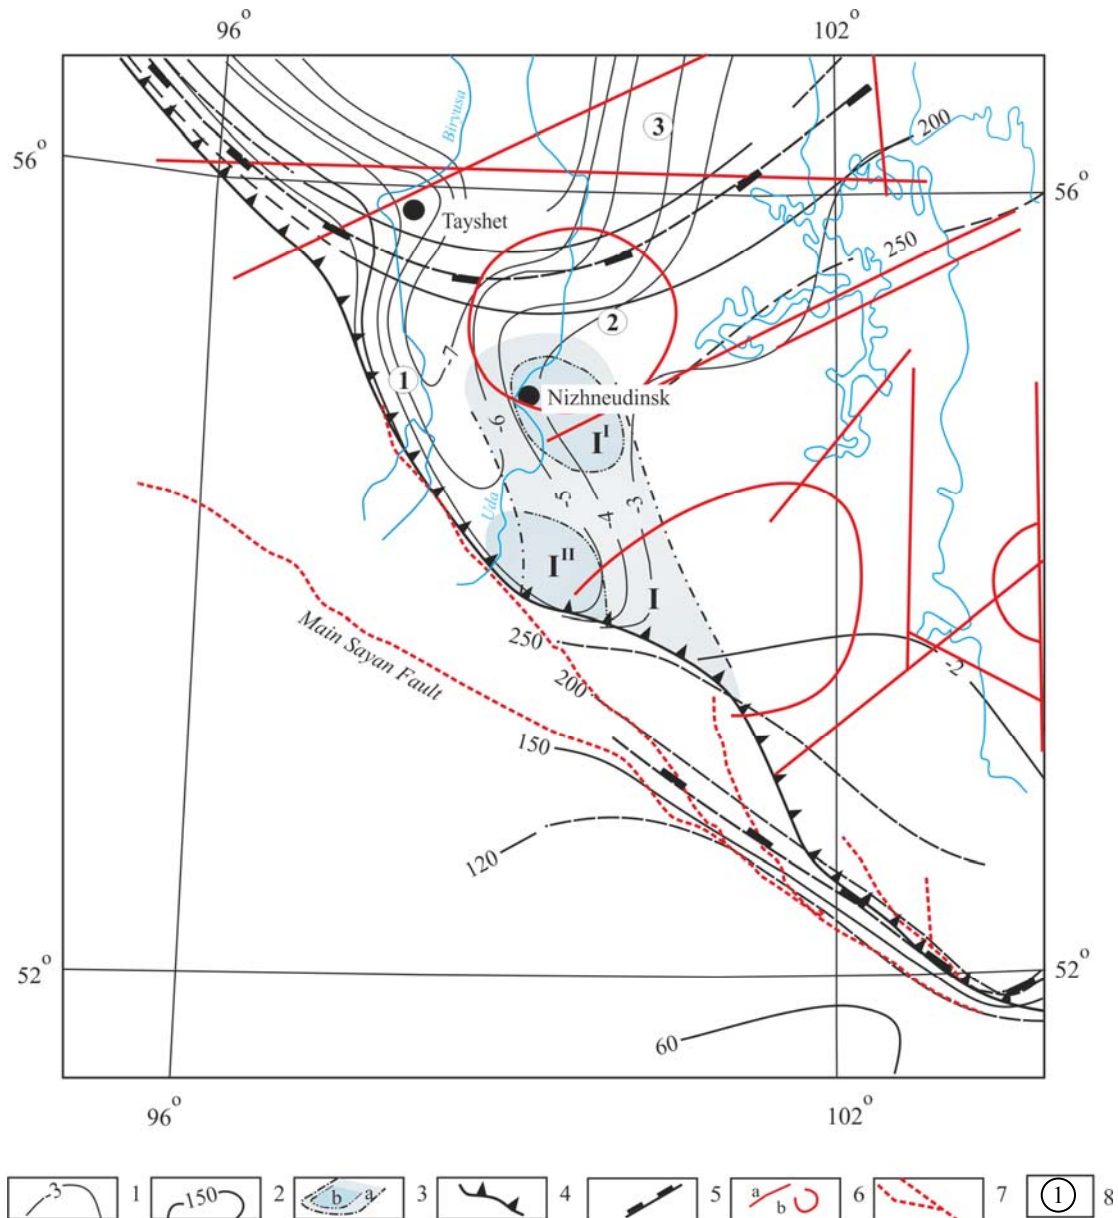 96° 102°
56° 56°
Biryusa
3
200
Tayshet
250
2
-7
1
Nizhneudinsk
-6
I^I
-5
-4
-3
Uda
I^II
I
Main Sayan Fault
250
-2
200
150
120
52° 52°
60
96° 102°
-3 1 150 2 b a 3 4 5 a b 6 7 1 8